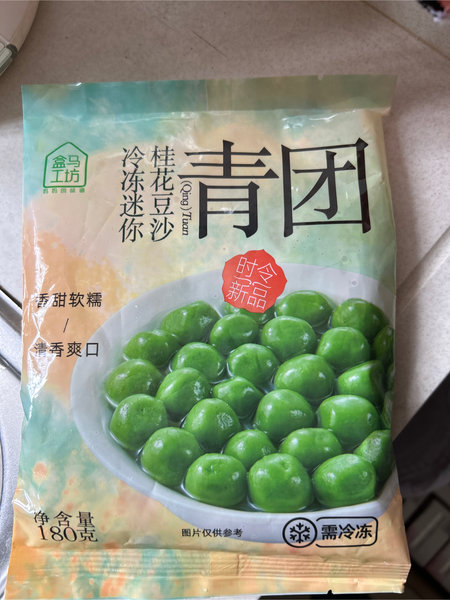 盒马
工坊
冷冻迷你
桂花豆沙
(Qing) Tuan
青团
时令
新品
香甜软糯
/
清香爽口
净含量
180克
图片仅供参考
需冷冻